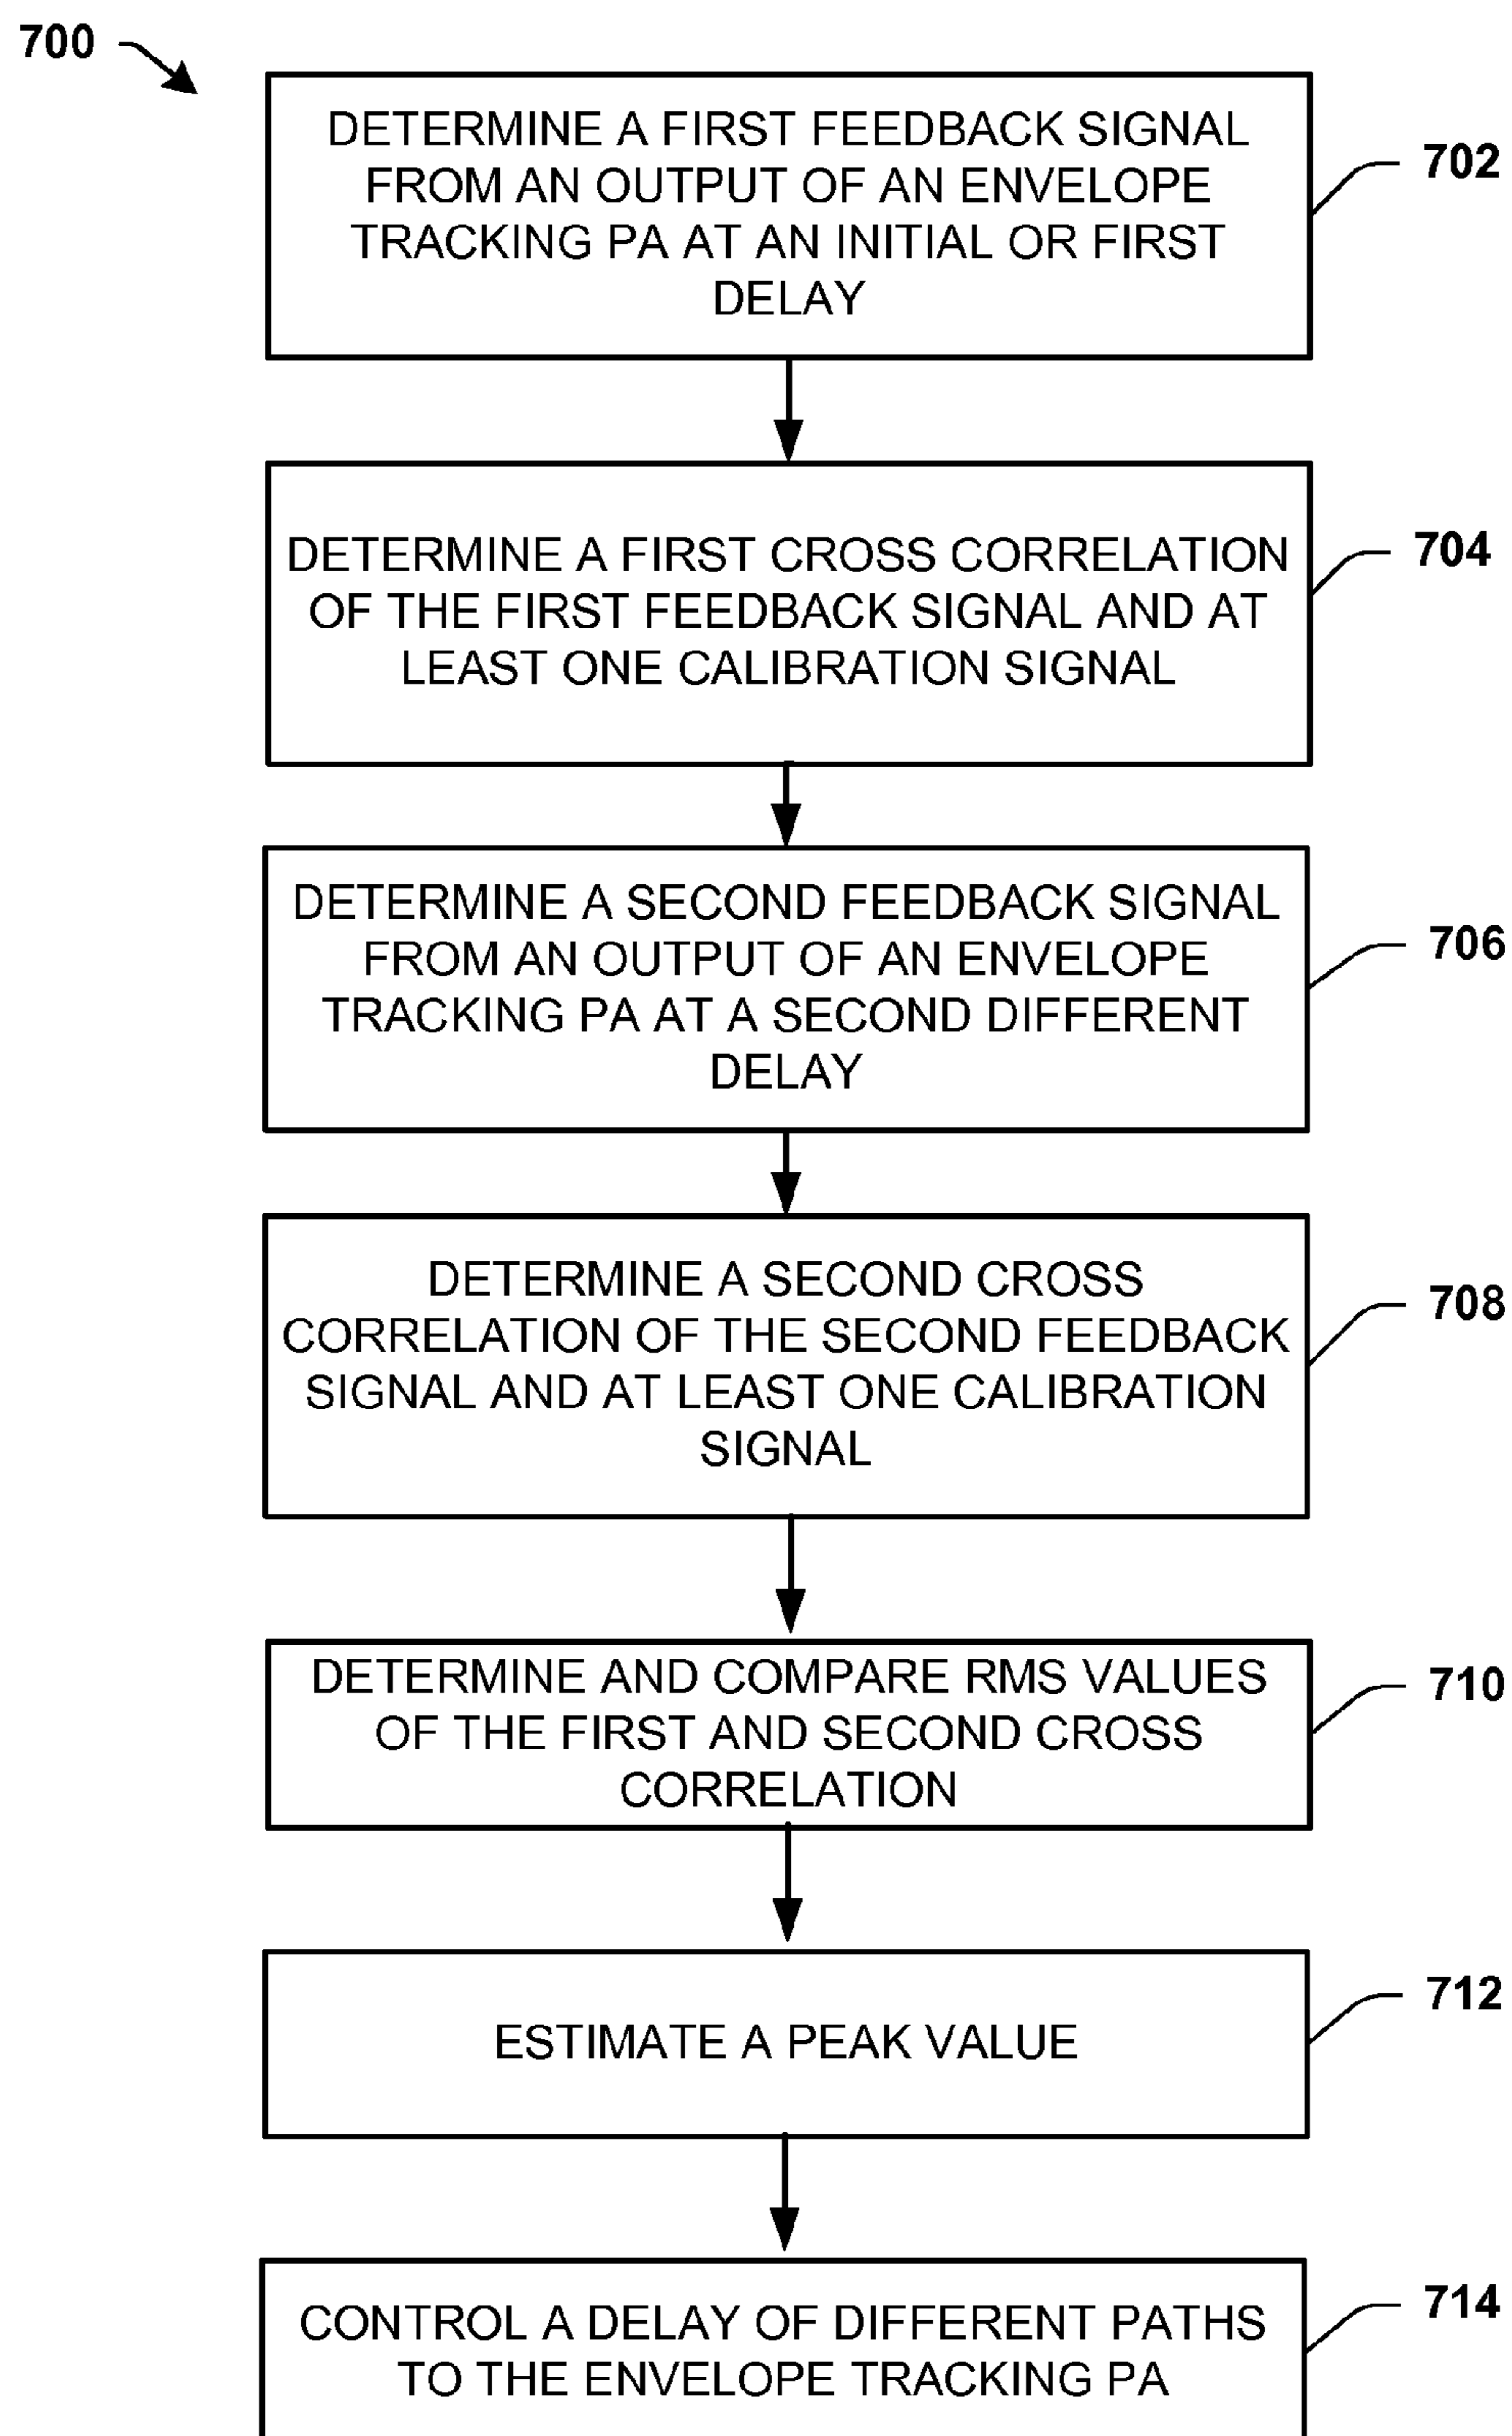 700
DETERMINE A FIRST FEEDBACK SIGNAL
FROM AN OUTPUT OF AN ENVELOPE
TRACKING PA AT AN INITIAL OR FIRST
DELAY
702
DETERMINE A FIRST CROSS CORRELATION
OF THE FIRST FEEDBACK SIGNAL AND AT
LEAST ONE CALIBRATION SIGNAL
704
DETERMINE A SECOND FEEDBACK SIGNAL
FROM AN OUTPUT OF AN ENVELOPE
TRACKING PA AT A SECOND DIFFERENT
DELAY
706
DETERMINE A SECOND CROSS
CORRELATION OF THE SECOND FEEDBACK
SIGNAL AND AT LEAST ONE CALIBRATION
SIGNAL
708
DETERMINE AND COMPARE RMS VALUES
OF THE FIRST AND SECOND CROSS
CORRELATION
710
ESTIMATE A PEAK VALUE
712
CONTROL A DELAY OF DIFFERENT PATHS
TO THE ENVELOPE TRACKING PA
714